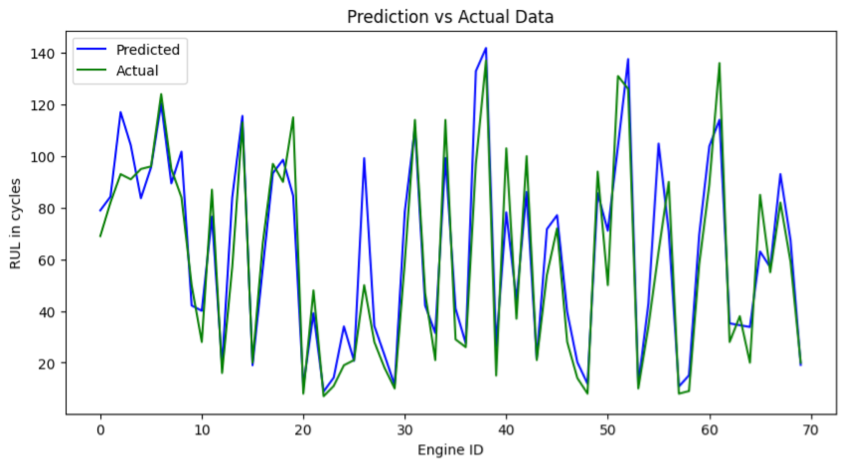 Prediction vs Actual Data
Predicted
Actual
RUL in cycles
140
120
100
80
60
40
20
0 10 20 30 40 50 60 70
Engine ID